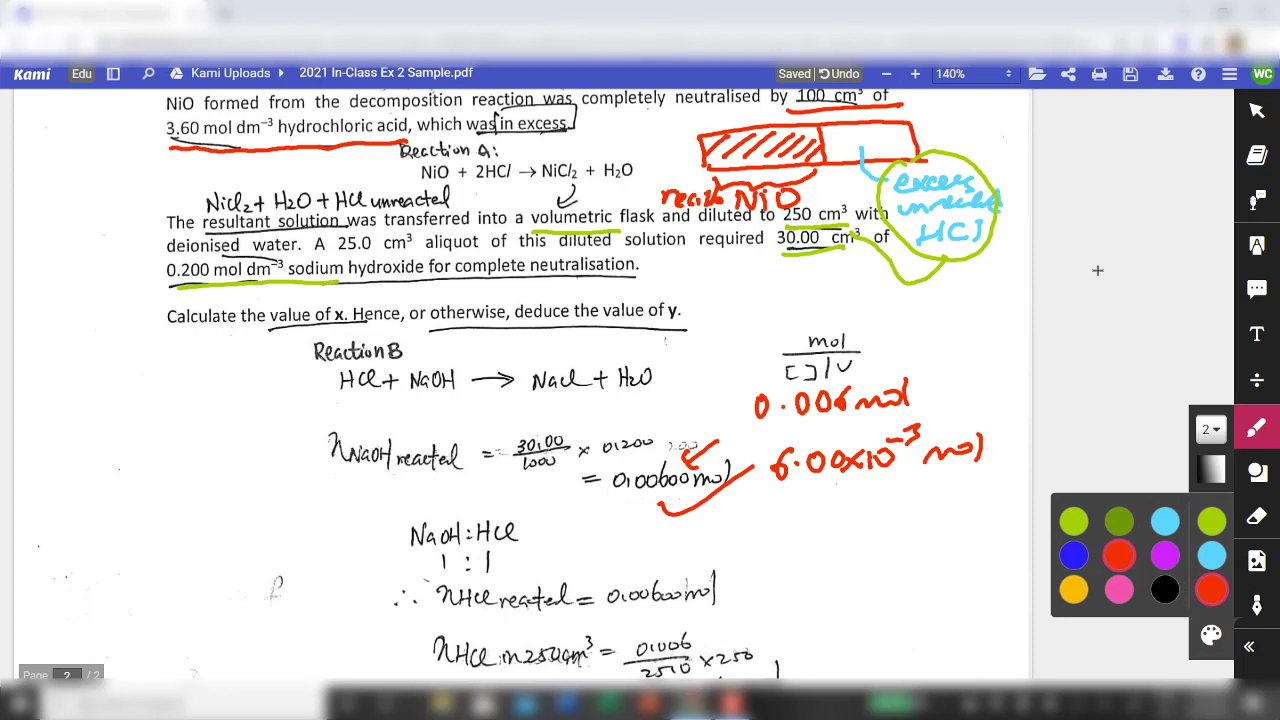 Kami Edu Kami Uploads 2021 In-Class Ex 2 Sample.pdf Saved Undo 140% WC
NiO formed from the decomposition reaction was completely neutralised by 100 cm³ of
3.60 mol dm⁻³ hydrochloric acid, which was in excess.
Reaction a:
NiO + 2HCl → NiCl₂ + H₂O
react NiO
excess
unreacted
HCl
NiCl₂ + H₂O + HCl unreacted
The resultant solution was transferred into a volumetric flask and diluted to 250 cm³ with
deionised water. A 25.0 cm³ aliquot of this diluted solution required 30.00 cm³ of
0.200 mol dm⁻³ sodium hydroxide for complete neutralisation.
Calculate the value of x. Hence, or otherwise, deduce the value of y.
Reaction B
HCl + NaOH → NaCl + H₂O
mol
[ ] | V
0.006 mol
nNaOH reacted = 30.00/1000 × 0.200
= 0.00600 mol
6.00×10⁻³ mol
NaOH : HCl
1 : 1
∴ nHCl reacted = 0.00600 mol
nHCl in 250cm³ = 0.006/25.0 × 250
Page 2 / 2
2